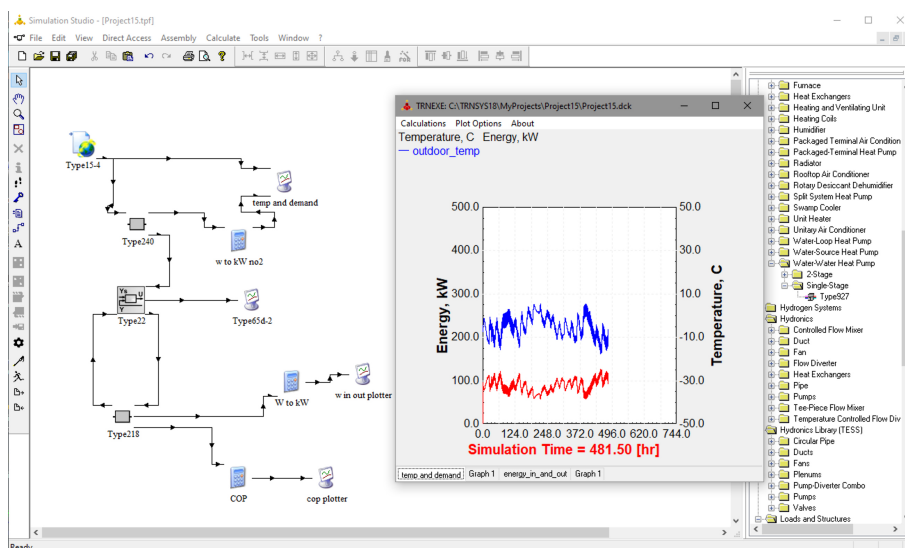 Simulation Studio - [Project15.tpf]
File Edit View Direct Access Assembly Calculate Tools Window ?
Type15-4
temp and demand
Type240
w to kW no2
Ys
U
Y
Type22
Type65d-2
W to kW
w in out plotter
Type218
COP
cop plotter
TRNEXE: C:\TRNSYS18\MyProjects\Project15\Project15.dck
Calculations Plot Options About
Temperature, C Energy, kW
outdoor_temp
500.0
400.0
300.0
200.0
100.0
0.0
Energy, kW
50.0
30.0
10.0
-10.0
-30.0
-50.0
Temperature, C
0.0 124.0 248.0 372.0 496.0 620.0 744.0
Simulation Time = 481.50 [hr]
temp and demand Graph 1 energy_in_and_out Graph 1
Furnace
Heat Exchangers
Heating and Ventilating Unit
Heating Coils
Humidifier
Packaged Terminal Air Condition
Packaged-Terminal Heat Pump
Radiator
Rooftop Air Conditioner
Rotary Desiccant Dehumidifier
Split System Heat Pump
Swamp Cooler
Unit Heater
Unitary Air Conditioner
Water-Loop Heat Pump
Water-Source Heat Pump
Water-Water Heat Pump
2-Stage
Single-Stage
Type927
Hydrogen Systems
Hydronics
Controlled Flow Mixer
Duct
Fan
Flow Diverter
Heat Exchangers
Pipe
Pumps
Tee-Piece Flow Mixer
Temperature Controlled Flow Div
Hydronics Library (TESS)
Circular Pipe
Ducts
Fans
Plenums
Pump-Diverter Combo
Pumps
Valves
Loads and Structures
Ready